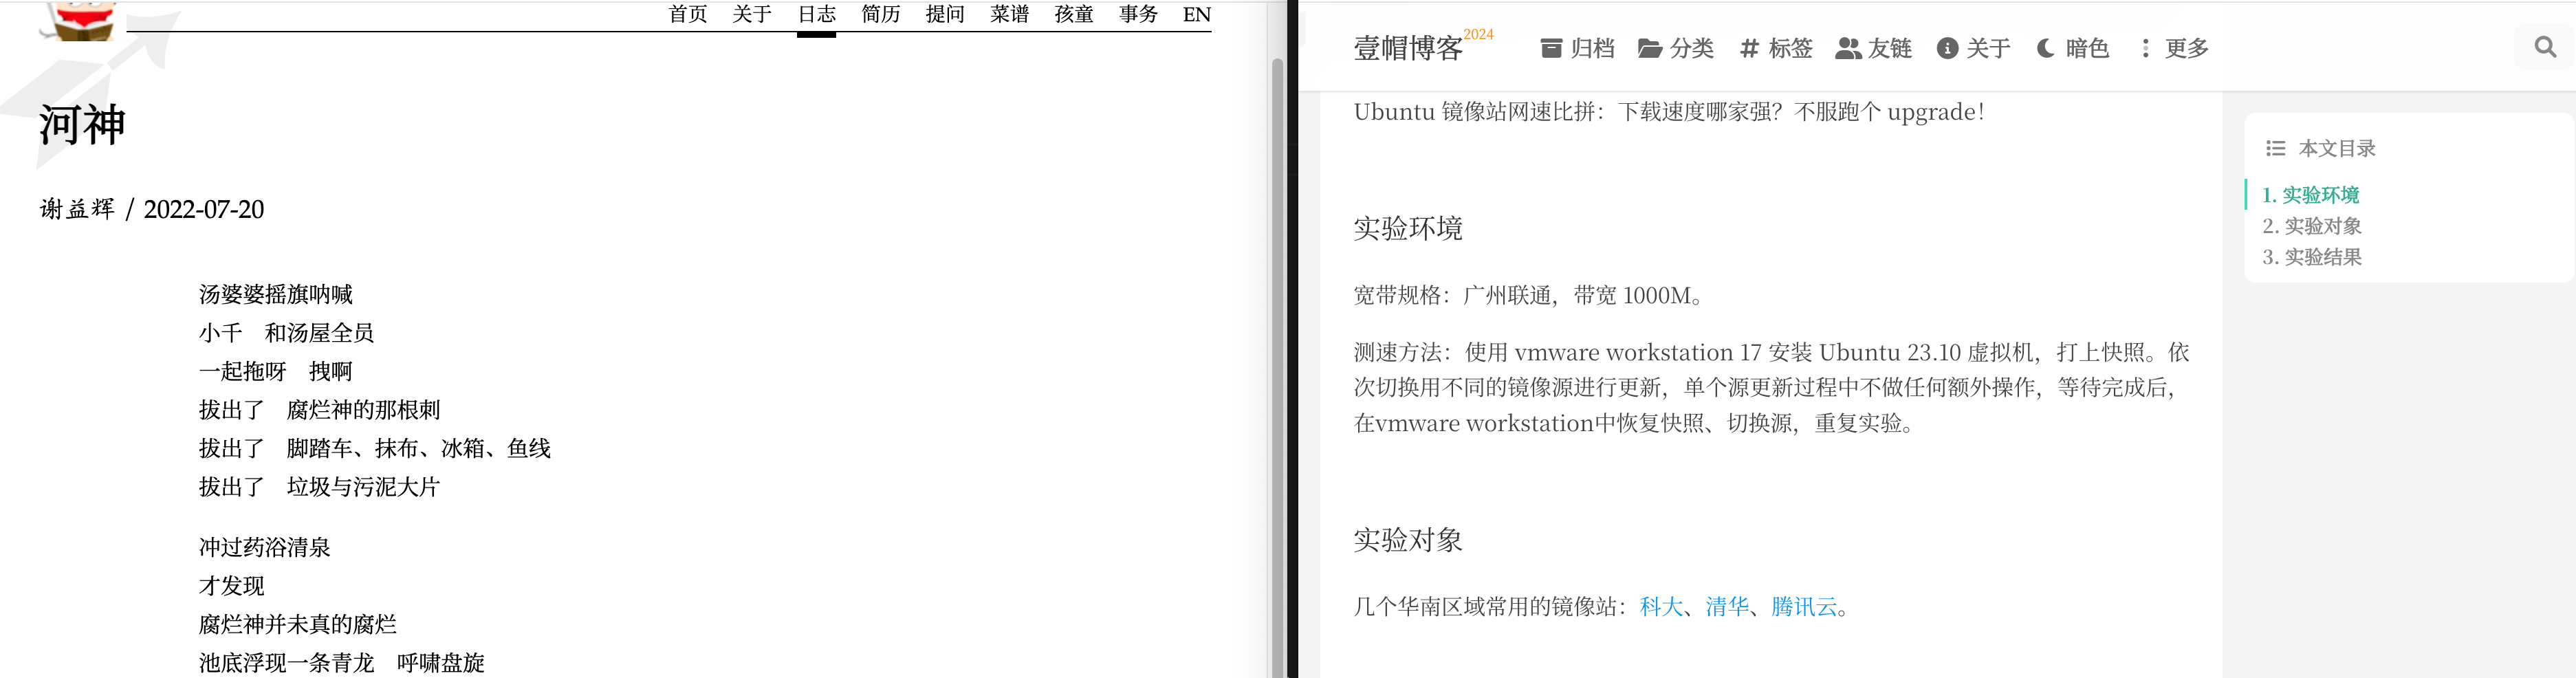 首页 关于 日志 简历 提问 菜谱 孩童 事务 EN
河神
谢益辉 / 2022-07-20
汤婆婆摇旗呐喊
小千　和汤屋全员
一起拖呀　拽啊
拔出了　腐烂神的那根刺
拔出了　脚踏车、抹布、冰箱、鱼线
拔出了　垃圾与污泥大片
冲过药浴清泉
才发现
腐烂神并未真的腐烂
池底浮现一条青龙　呼啸盘旋
壹帽博客2024 归档 分类 标签 友链 关于 暗色 更多
Ubuntu 镜像站网速比拼：下载速度哪家强？不服跑个 upgrade！
实验环境
宽带规格：广州联通，带宽 1000M。
测速方法：使用 vmware workstation 17 安装 Ubuntu 23.10 虚拟机，打上快照。依
次切换用不同的镜像源进行更新，单个源更新过程中不做任何额外操作，等待完成后，
在vmware workstation中恢复快照、切换源，重复实验。
实验对象
几个华南区域常用的镜像站：科大、清华、腾讯云。
本文目录
1. 实验环境
2. 实验对象
3. 实验结果